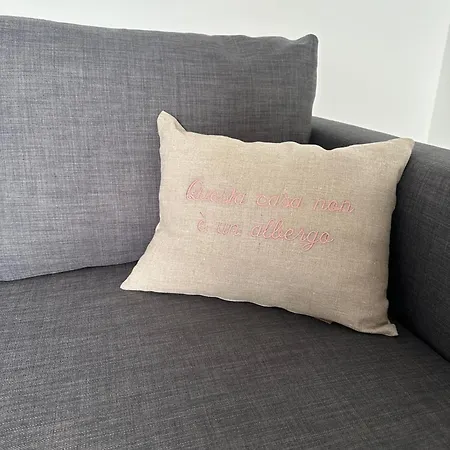 Questa casa non
è un albergo